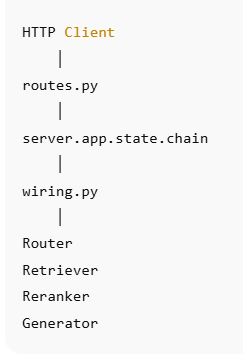 HTTP Client
│
routes.py
│
server.app.state.chain
│
wiring.py
│
Router
Retriever
Reranker
Generator